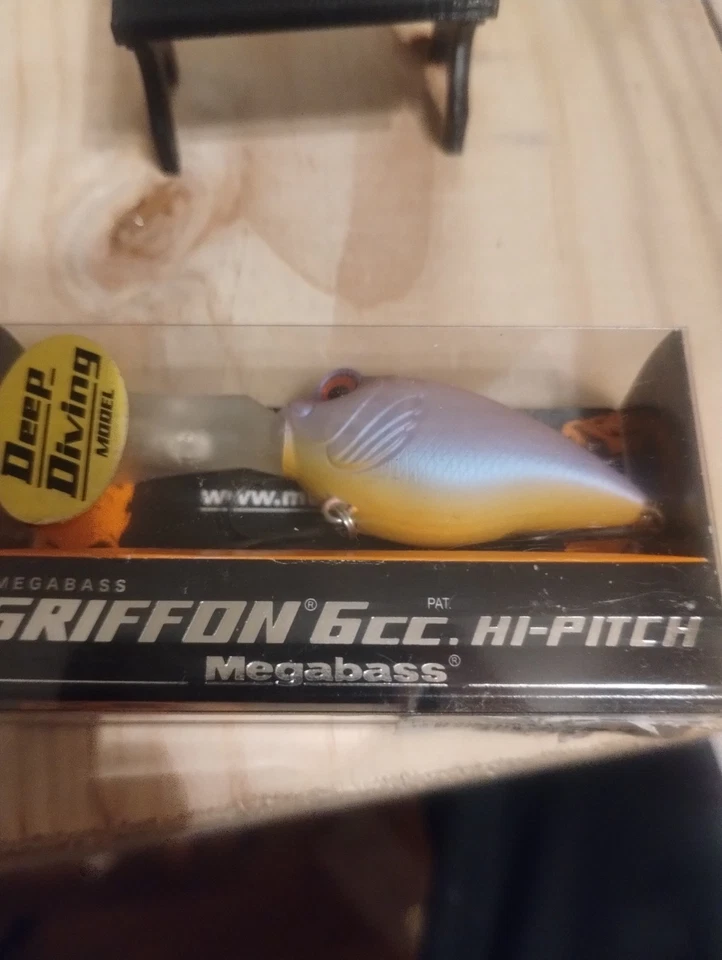 Deep
Diving
MODEL
www.m
MEGABASS
GRIFFON® 6cc. HI-PITCH
PAT.
Megabass®